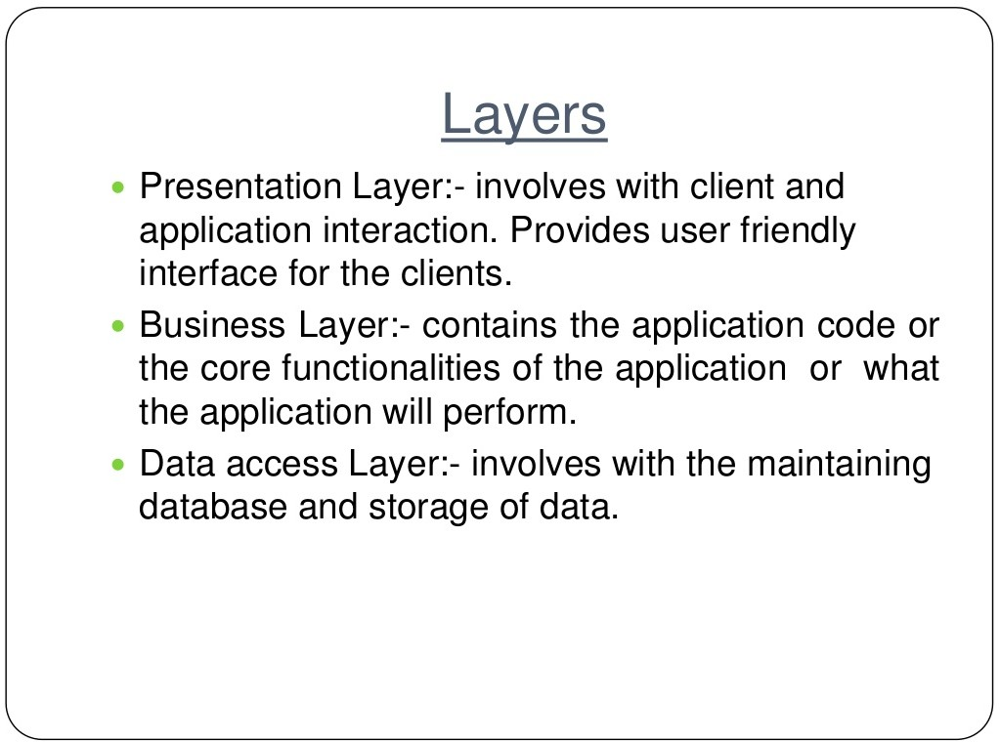 Layers
Presentation Layer:- involves with client and
application interaction. Provides user friendly
interface for the clients.
Business Layer:- contains the application code or
the core functionalities of the application  or  what
the application will perform.
Data access Layer:- involves with the maintaining
database and storage of data.